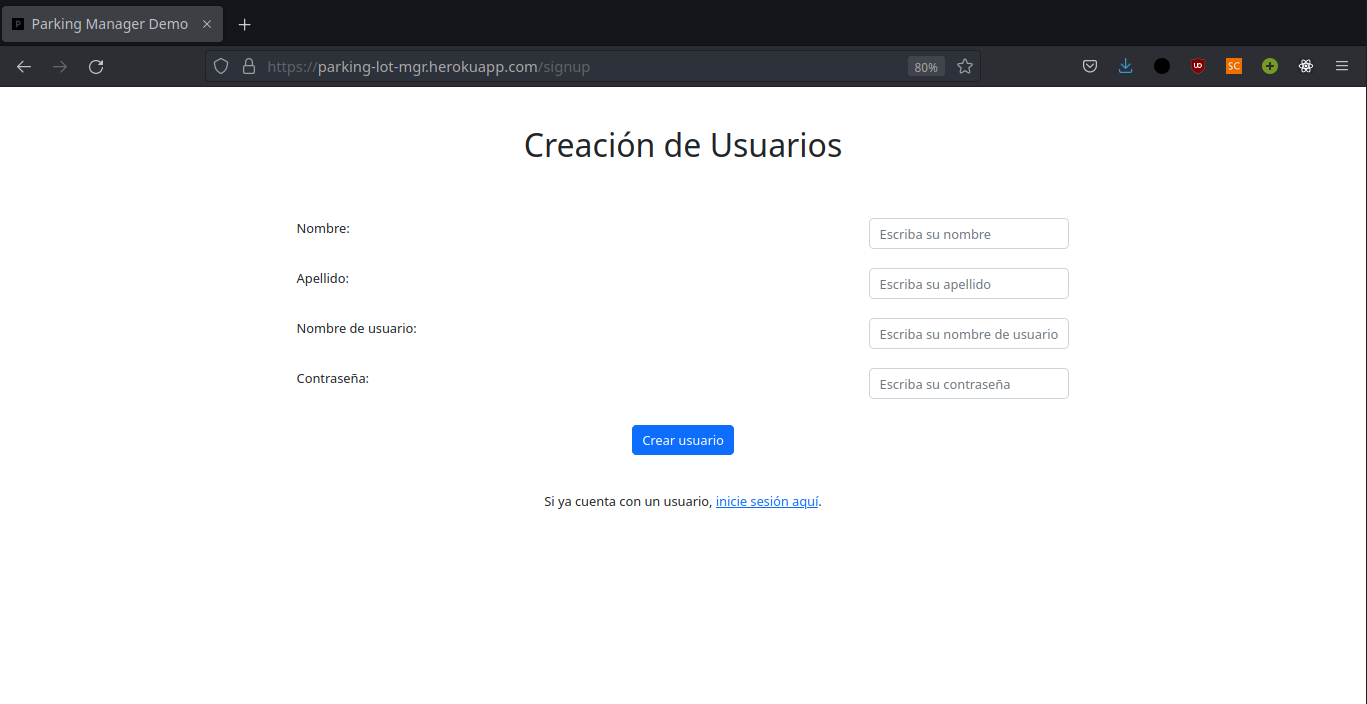 P Parking Manager Demo
https://parking-lot-mgr.herokuapp.com/signup 80% UD SC
Creación de Usuarios
Nombre: Escriba su nombre
Apellido: Escriba su apellido
Nombre de usuario: Escriba su nombre de usuario
Contraseña: Escriba su contraseña
Crear usuario
Si ya cuenta con un usuario, inicie sesión aquí.